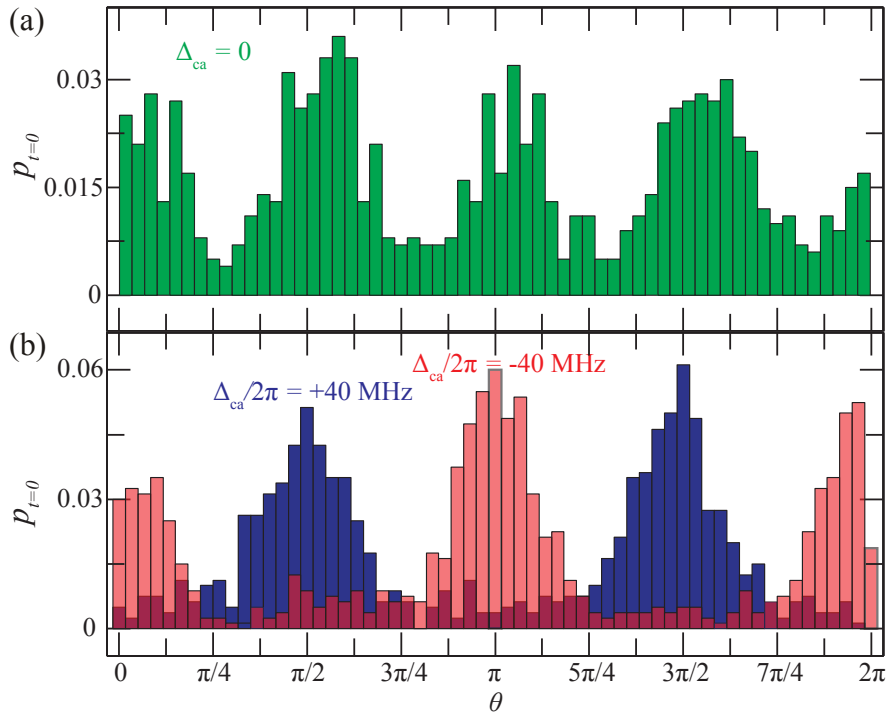 (a)
Δca = 0
0.03
0.015
0
pt=0
(b)
Δca/2π = -40 MHz
Δca/2π = +40 MHz
0.06
0.03
0
pt=0
0 π/4 π/2 3π/4 π 5π/4 3π/2 7π/4 2π
θ